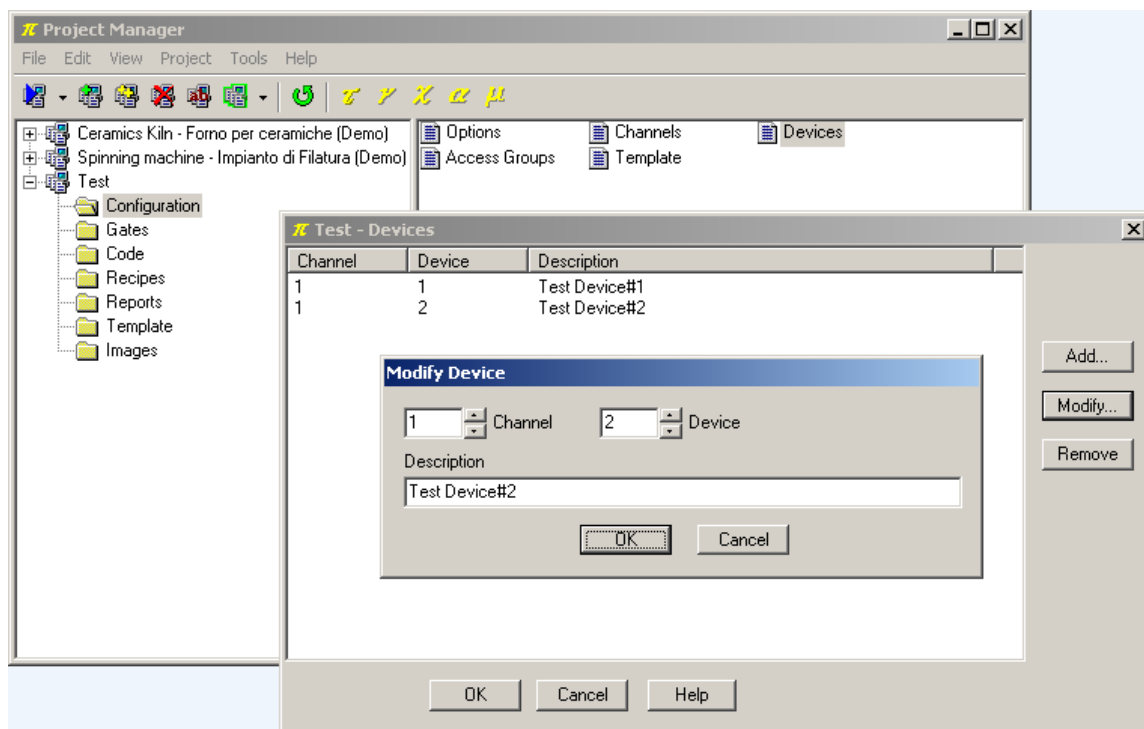 π Project Manager
File Edit View Project Tools Help
τ γ χ α μ
Ceramics Kiln - Forno per ceramiche (Demo)
Spinning machine - Impianto di Filatura (Demo)
Test
Configuration
Gates
Code
Recipes
Reports
Template
Images
Options Channels Devices
Access Groups Template
π Test - Devices
Channel Device Description
1 1 Test Device#1
1 2 Test Device#2
Add...
Modify...
Remove
Modify Device
1 Channel 2 Device
Description
Test Device#2
OK Cancel
OK Cancel Help